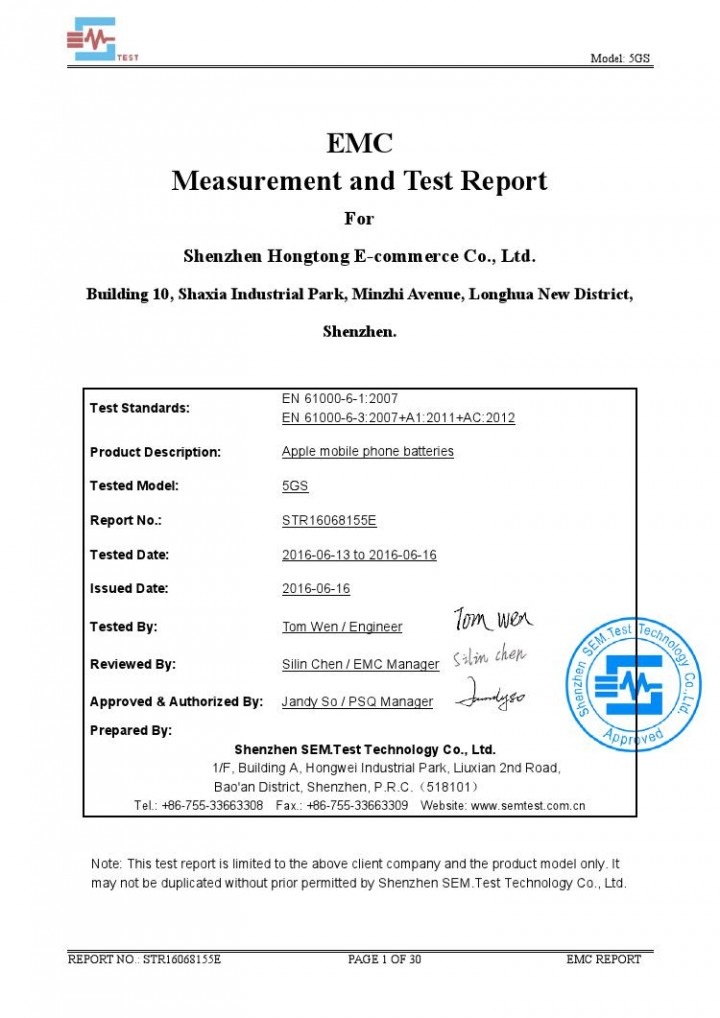 TEST
Model: 5GS
EMC
Measurement and Test Report
For
Shenzhen Hongtong E-commerce Co., Ltd.
Building 10, Shaxia Industrial Park, Minzhi Avenue, Longhua New District,
Shenzhen.
Test Standards:
EN 61000-6-1:2007
EN 61000-6-3:2007+A1:2011+AC:2012
Product Description: Apple mobile phone batteries
Tested Model: 5GS
Report No.: STR16068155E
Tested Date: 2016-06-13 to 2016-06-16
Issued Date: 2016-06-16
Tested By: Tom Wen / Engineer Tom Wen
Reviewed By: Silin Chen / EMC Manager Silin chen
Approved & Authorized By: Jandy So / PSQ Manager Jandyso
Shenzhen SEM.Test Technology Co.,Ltd.
Approved
Prepared By:
Shenzhen SEM.Test Technology Co., Ltd.
1/F, Building A, Hongwei Industrial Park, Liuxian 2nd Road,
Bao'an District, Shenzhen, P.R.C.（518101）
Tel.: +86-755-33663308 Fax.: +86-755-33663309 Website: www.semtest.com.cn
Note: This test report is limited to the above client company and the product model only. It
may not be duplicated without prior permitted by Shenzhen SEM.Test Technology Co., Ltd.
REPORT NO.: STR16068155E PAGE 1 OF 30 EMC REPORT